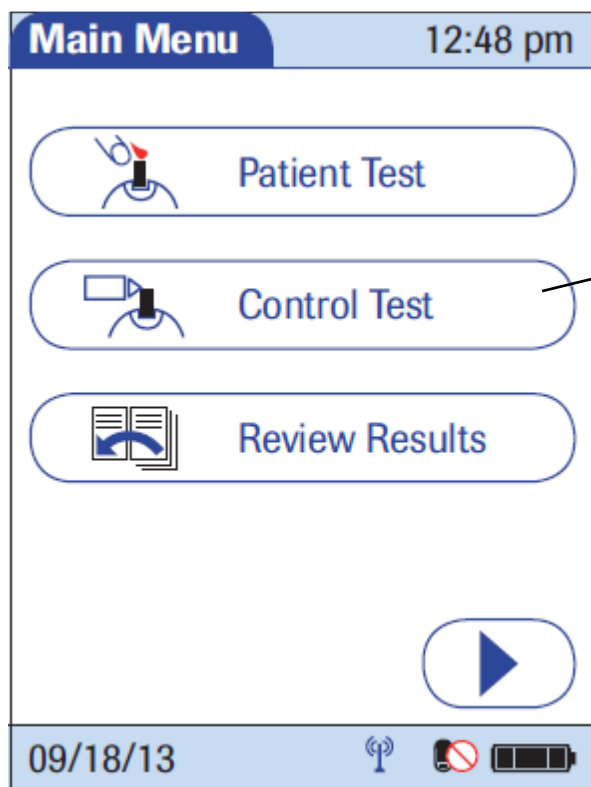 Main Menu 12:48 pm
Patient Test
Control Test
Review Results
09/18/13